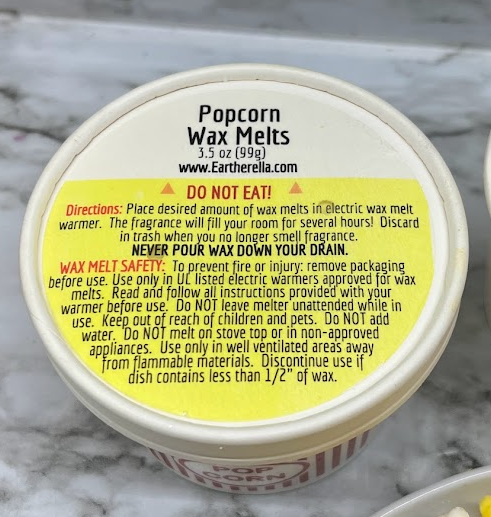 Popcorn
Wax Melts
3.5 oz (99g)
www.Eartherella.com
DO NOT EAT!
Directions: Place desired amount of wax melts in electric wax melt
warmer. The fragrance will fill your room for several hours! Discard
in trash when you no longer smell fragrance.
NEVER POUR WAX DOWN YOUR DRAIN.
WAX MELT SAFETY: To prevent fire or injury: remove packaging
before use. Use only in UL listed electric warmers approved for wax
melts. Read and follow all instructions provided with your
warmer before use. Do NOT leave melter unattended while in
use. Keep out of reach of children and pets. Do NOT add
water. Do NOT melt on stove top or in non-approved
appliances. Use only in well ventilated areas away
from flammable materials. Discontinue use if
dish contains less than 1/2" of wax.
POP
CORN